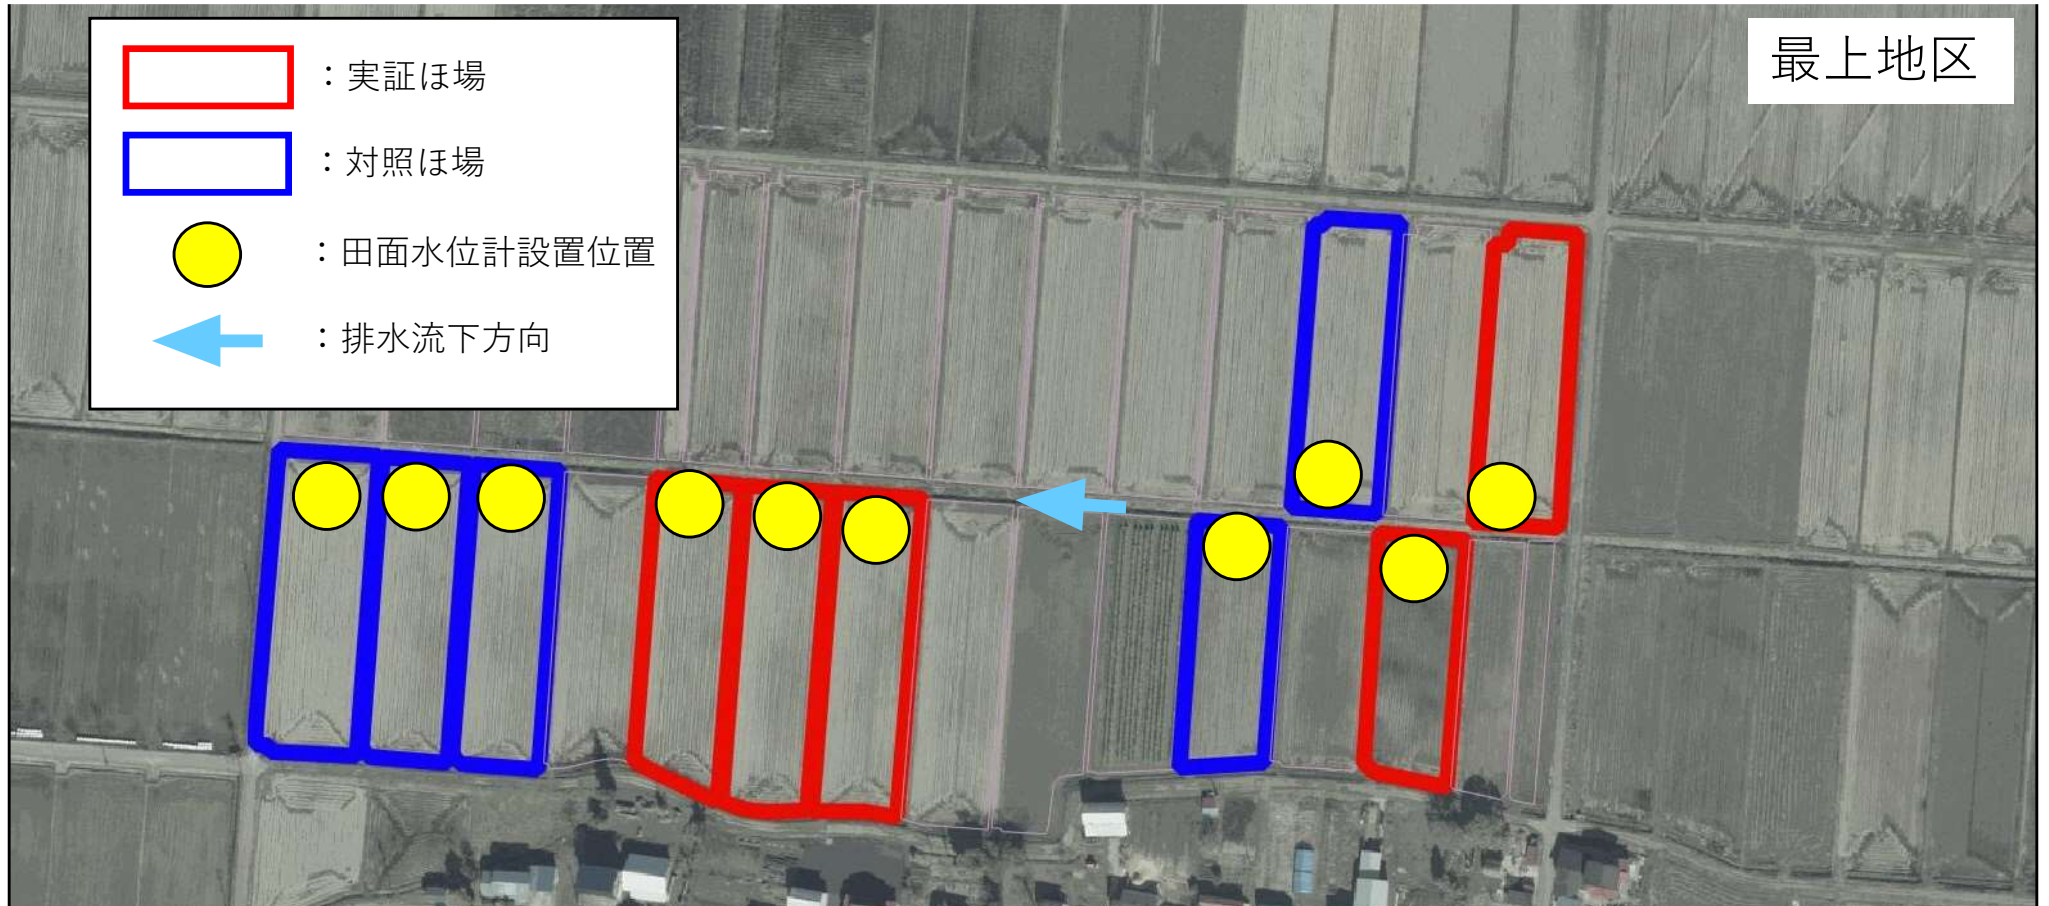 最上地区
：実証ほ場
：対照ほ場
：田面水位計設置位置
：排水流下方向